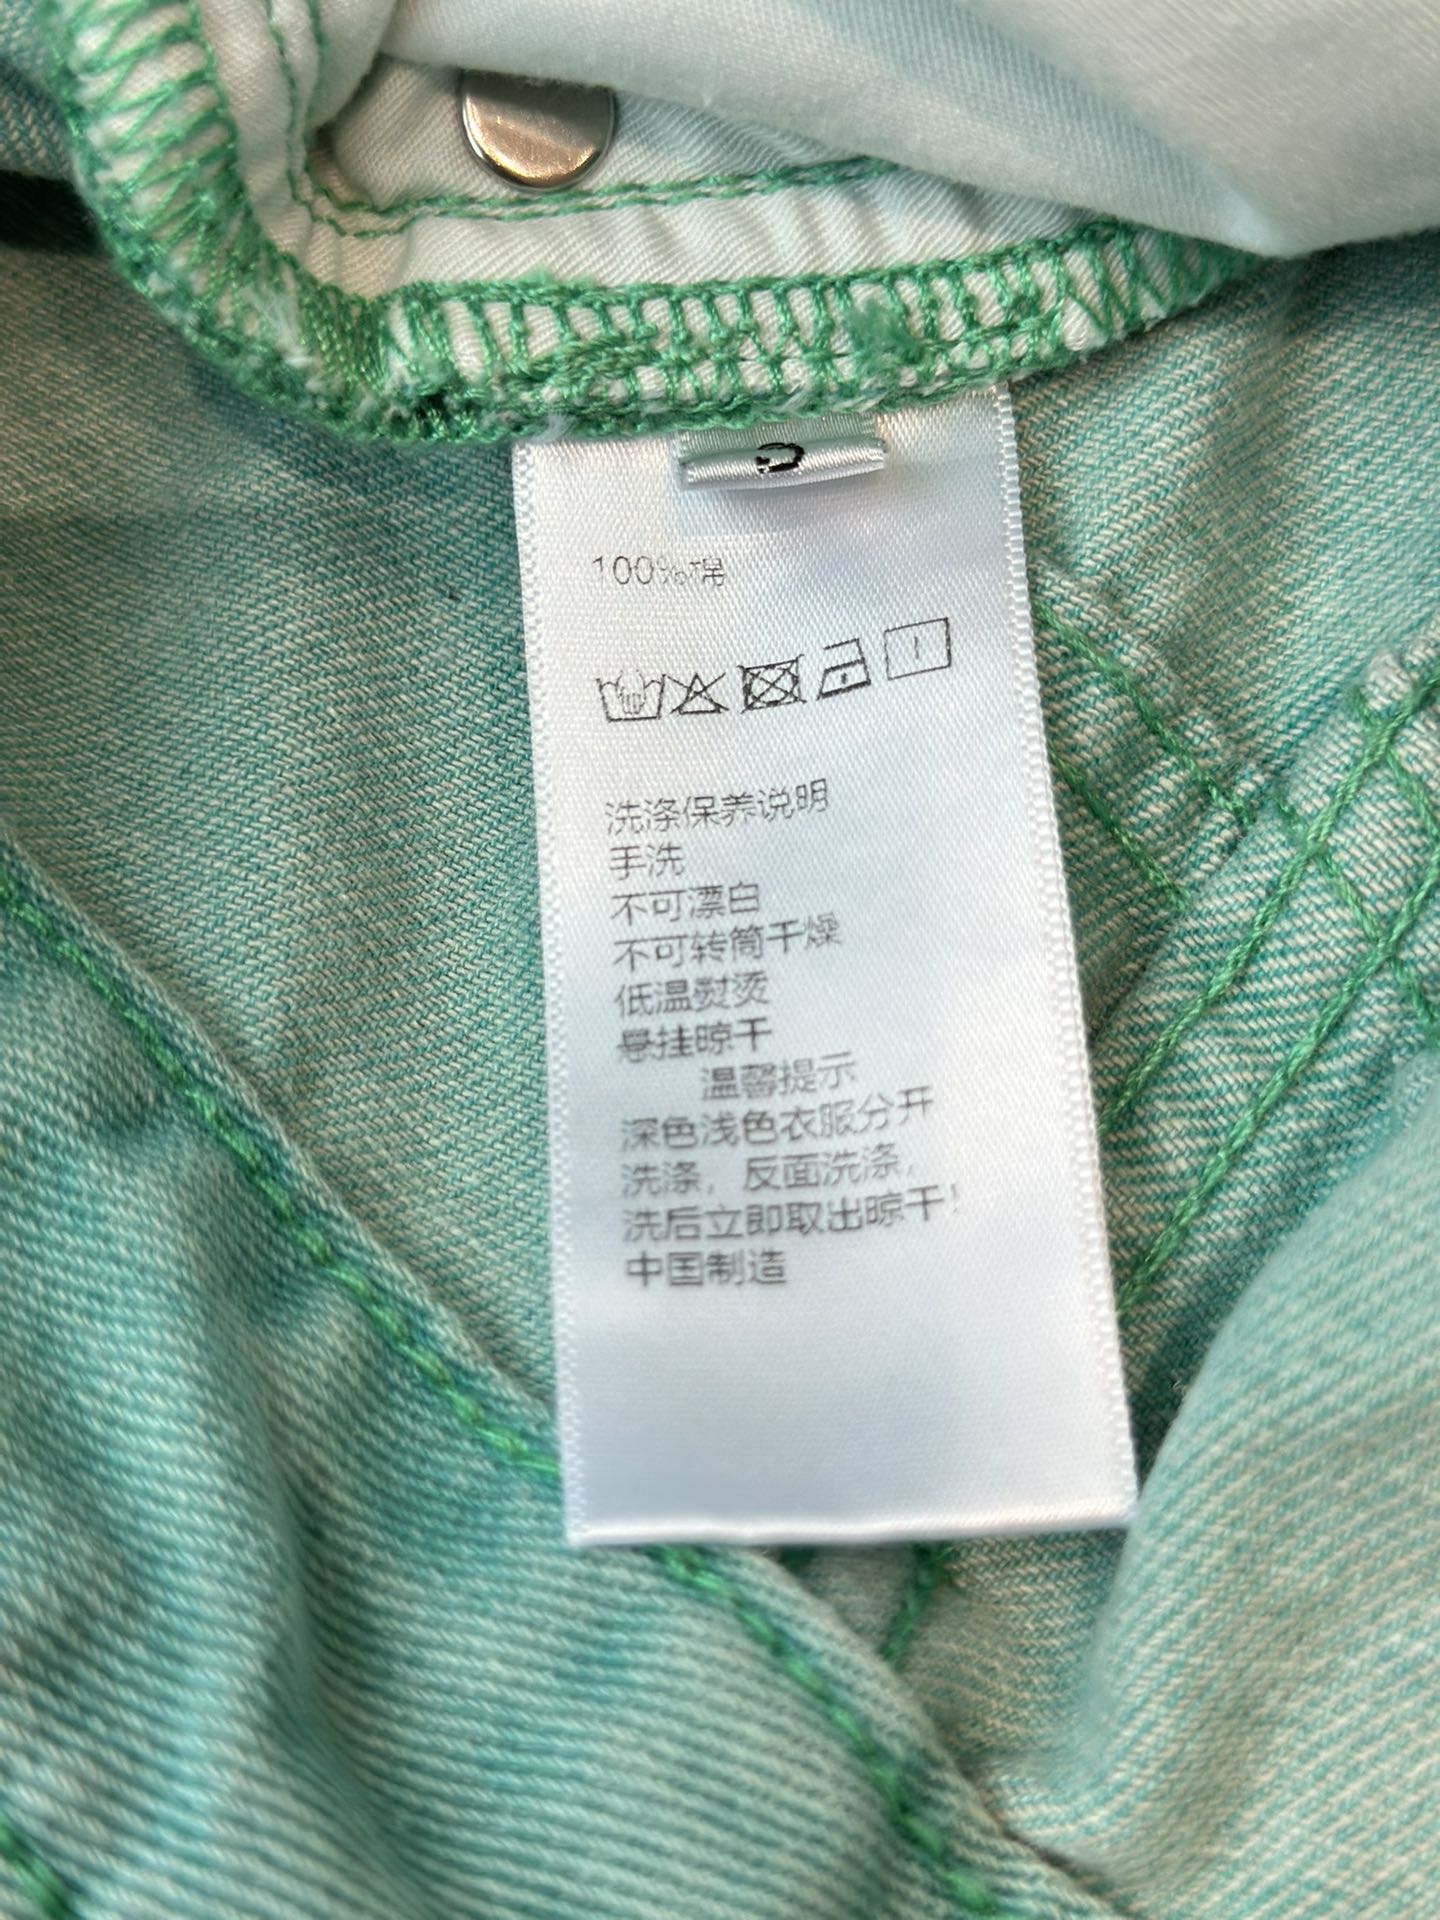 100%棉
洗涤保养说明
手洗
不可漂白
不可转筒干燥
低温熨烫
悬挂晾干
温馨提示
深色浅色衣服分开
洗涤，反面洗涤，
洗后立即取出晾干！
中国制造